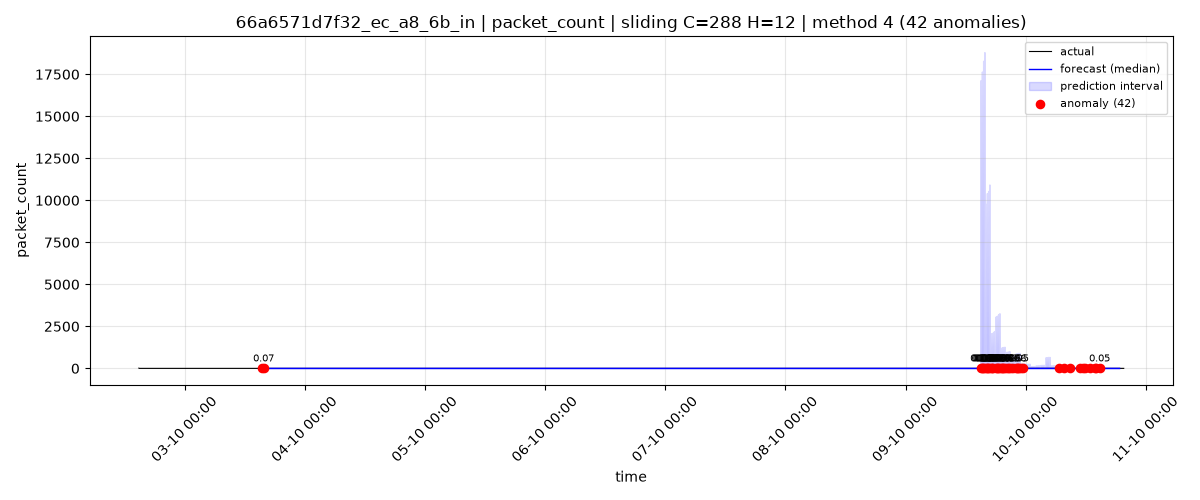 66a6571d7f32_ec_a8_6b_in | packet_count | sliding C=288 H=12 | method 4 (42 anomalies)
packet_count
17500
15000
12500
10000
7500
5000
2500
0
actual
forecast (median)
prediction interval
anomaly (42)
0.07
0.05
03-10 00:00
04-10 00:00
05-10 00:00
06-10 00:00
07-10 00:00
08-10 00:00
09-10 00:00
10-10 00:00
11-10 00:00
time